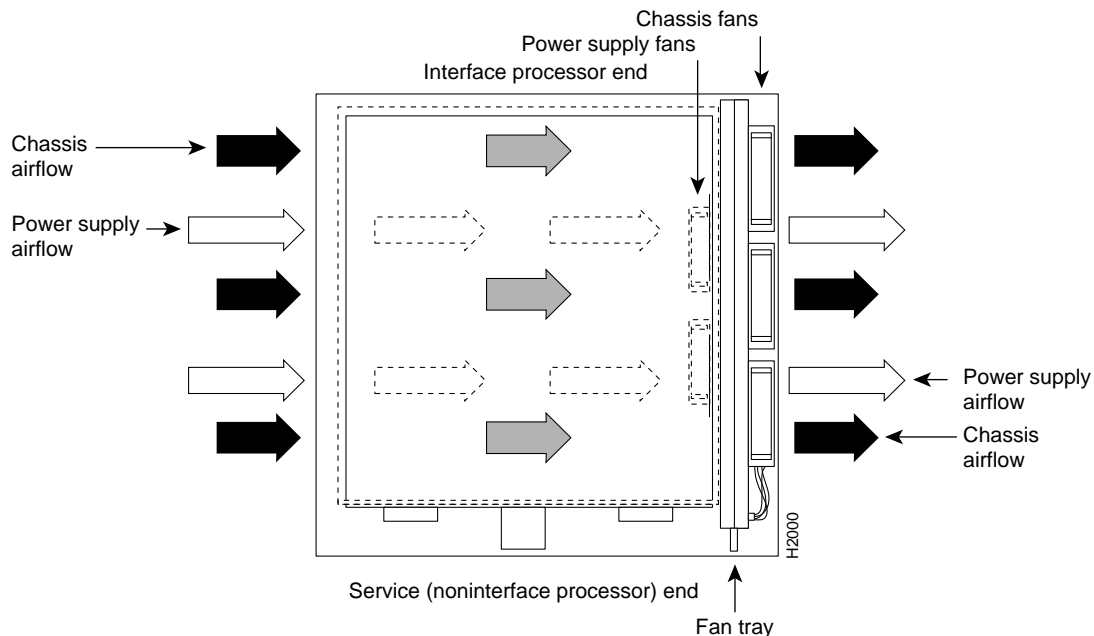 Chassis fans
Power supply fans
Interface processor end
Chassis
airflow
Power supply
airflow
Power supply
airflow
Chassis
airflow
H2000
Service (noninterface processor) end
Fan tray